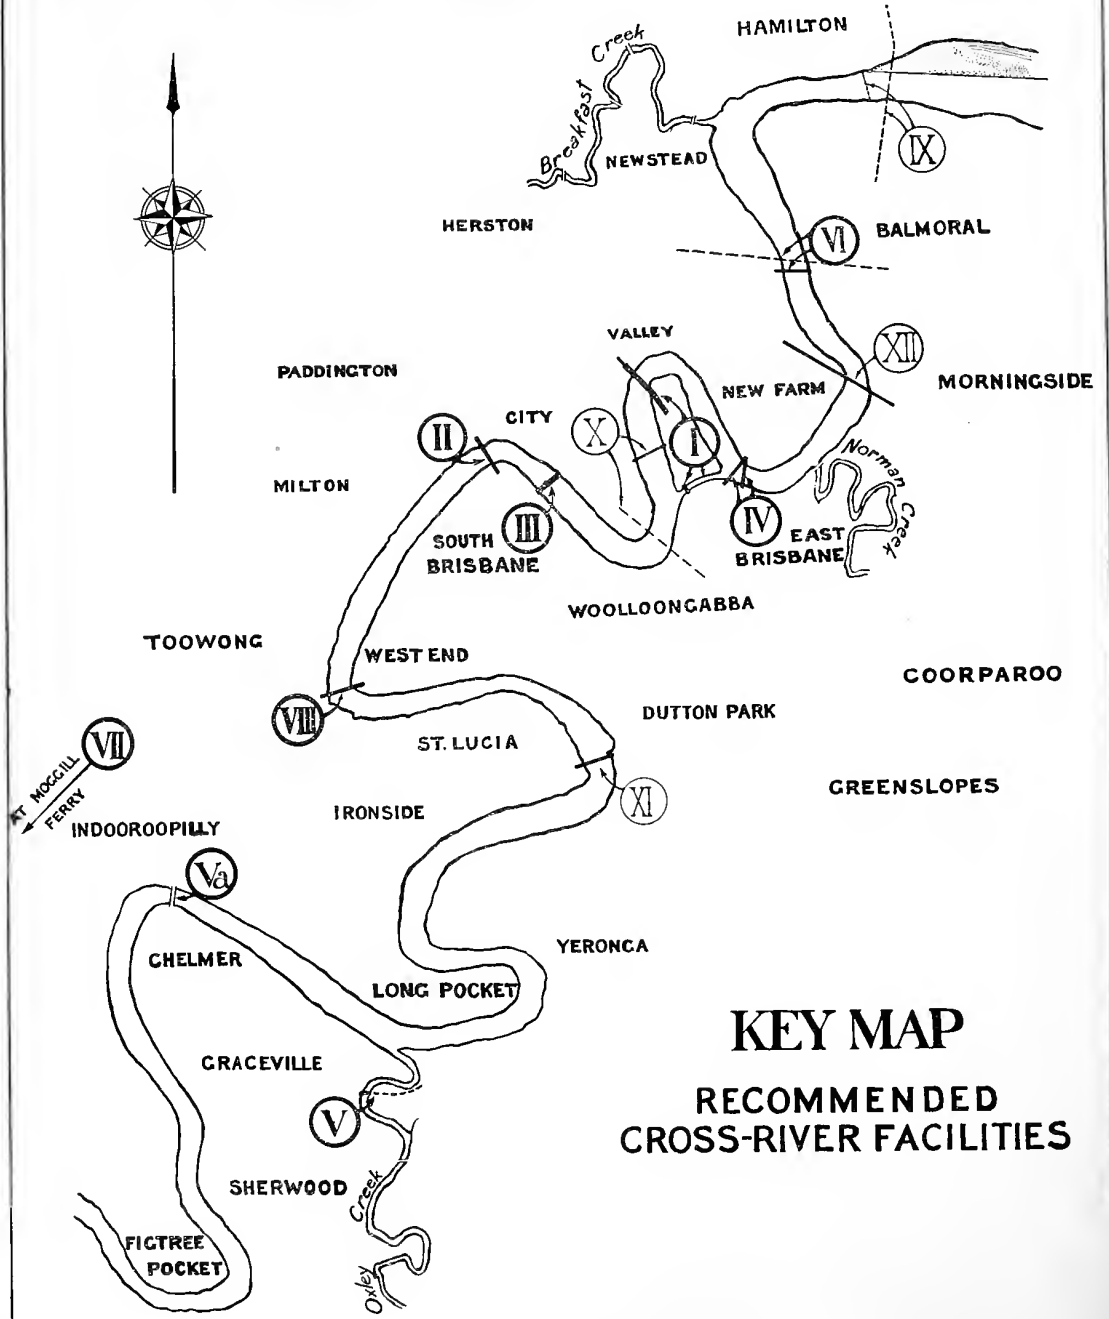 HAMILTON
Breakfast Creek
NEWSTEAD
IX
HERSTON
VI
BALMORAL
VALLEY
XII
PADDINGTON
NEW FARM
MORNINGSIDE
CITY
II
X
I
Norman Creek
MILTON
III
IV
SOUTH
BRISBANE
EAST
BRISBANE
WOOLLOONGABBA
TOOWONG
WEST END
COORPAROO
VIII
DUTTON PARK
VII
ST. LUCIA
AT MOGGILL
FERRY
GREENSLOPES
XI
IRONSIDE
INDOOROOPILLY
Va
YERONGA
CHELMER
LONG POCKET
KEY MAP
GRACEVILLE
RECOMMENDED
CROSS-RIVER FACILITIES
V
SHERWOOD
Oxley Creek
FIGTREE
POCKET